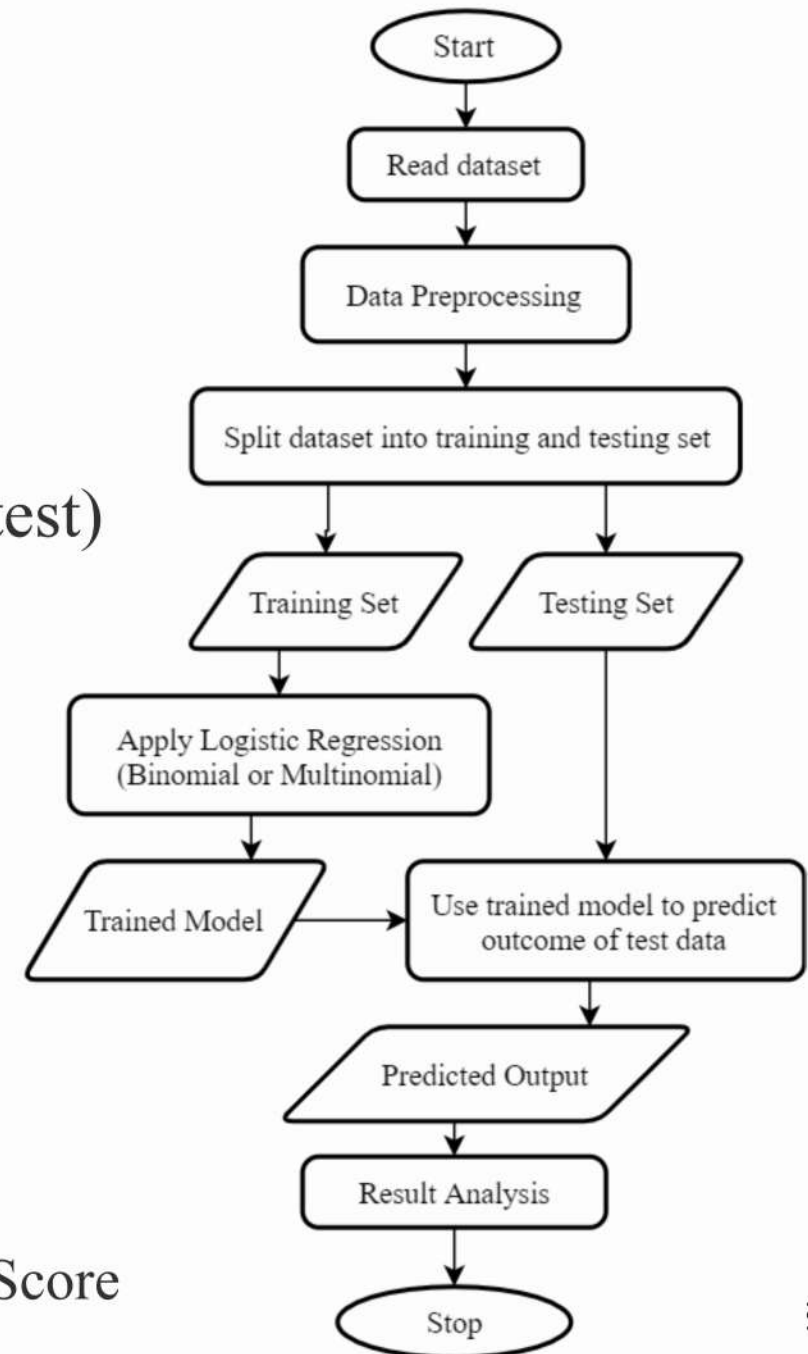 Start
Read dataset
Data Preprocessing
Split dataset into training and testing set
test)
Training Set
Testing Set
Apply Logistic Regression
(Binomial or Multinomial)
Trained Model
Use trained model to predict
outcome of test data
Predicted Output
Result Analysis
Score
Stop